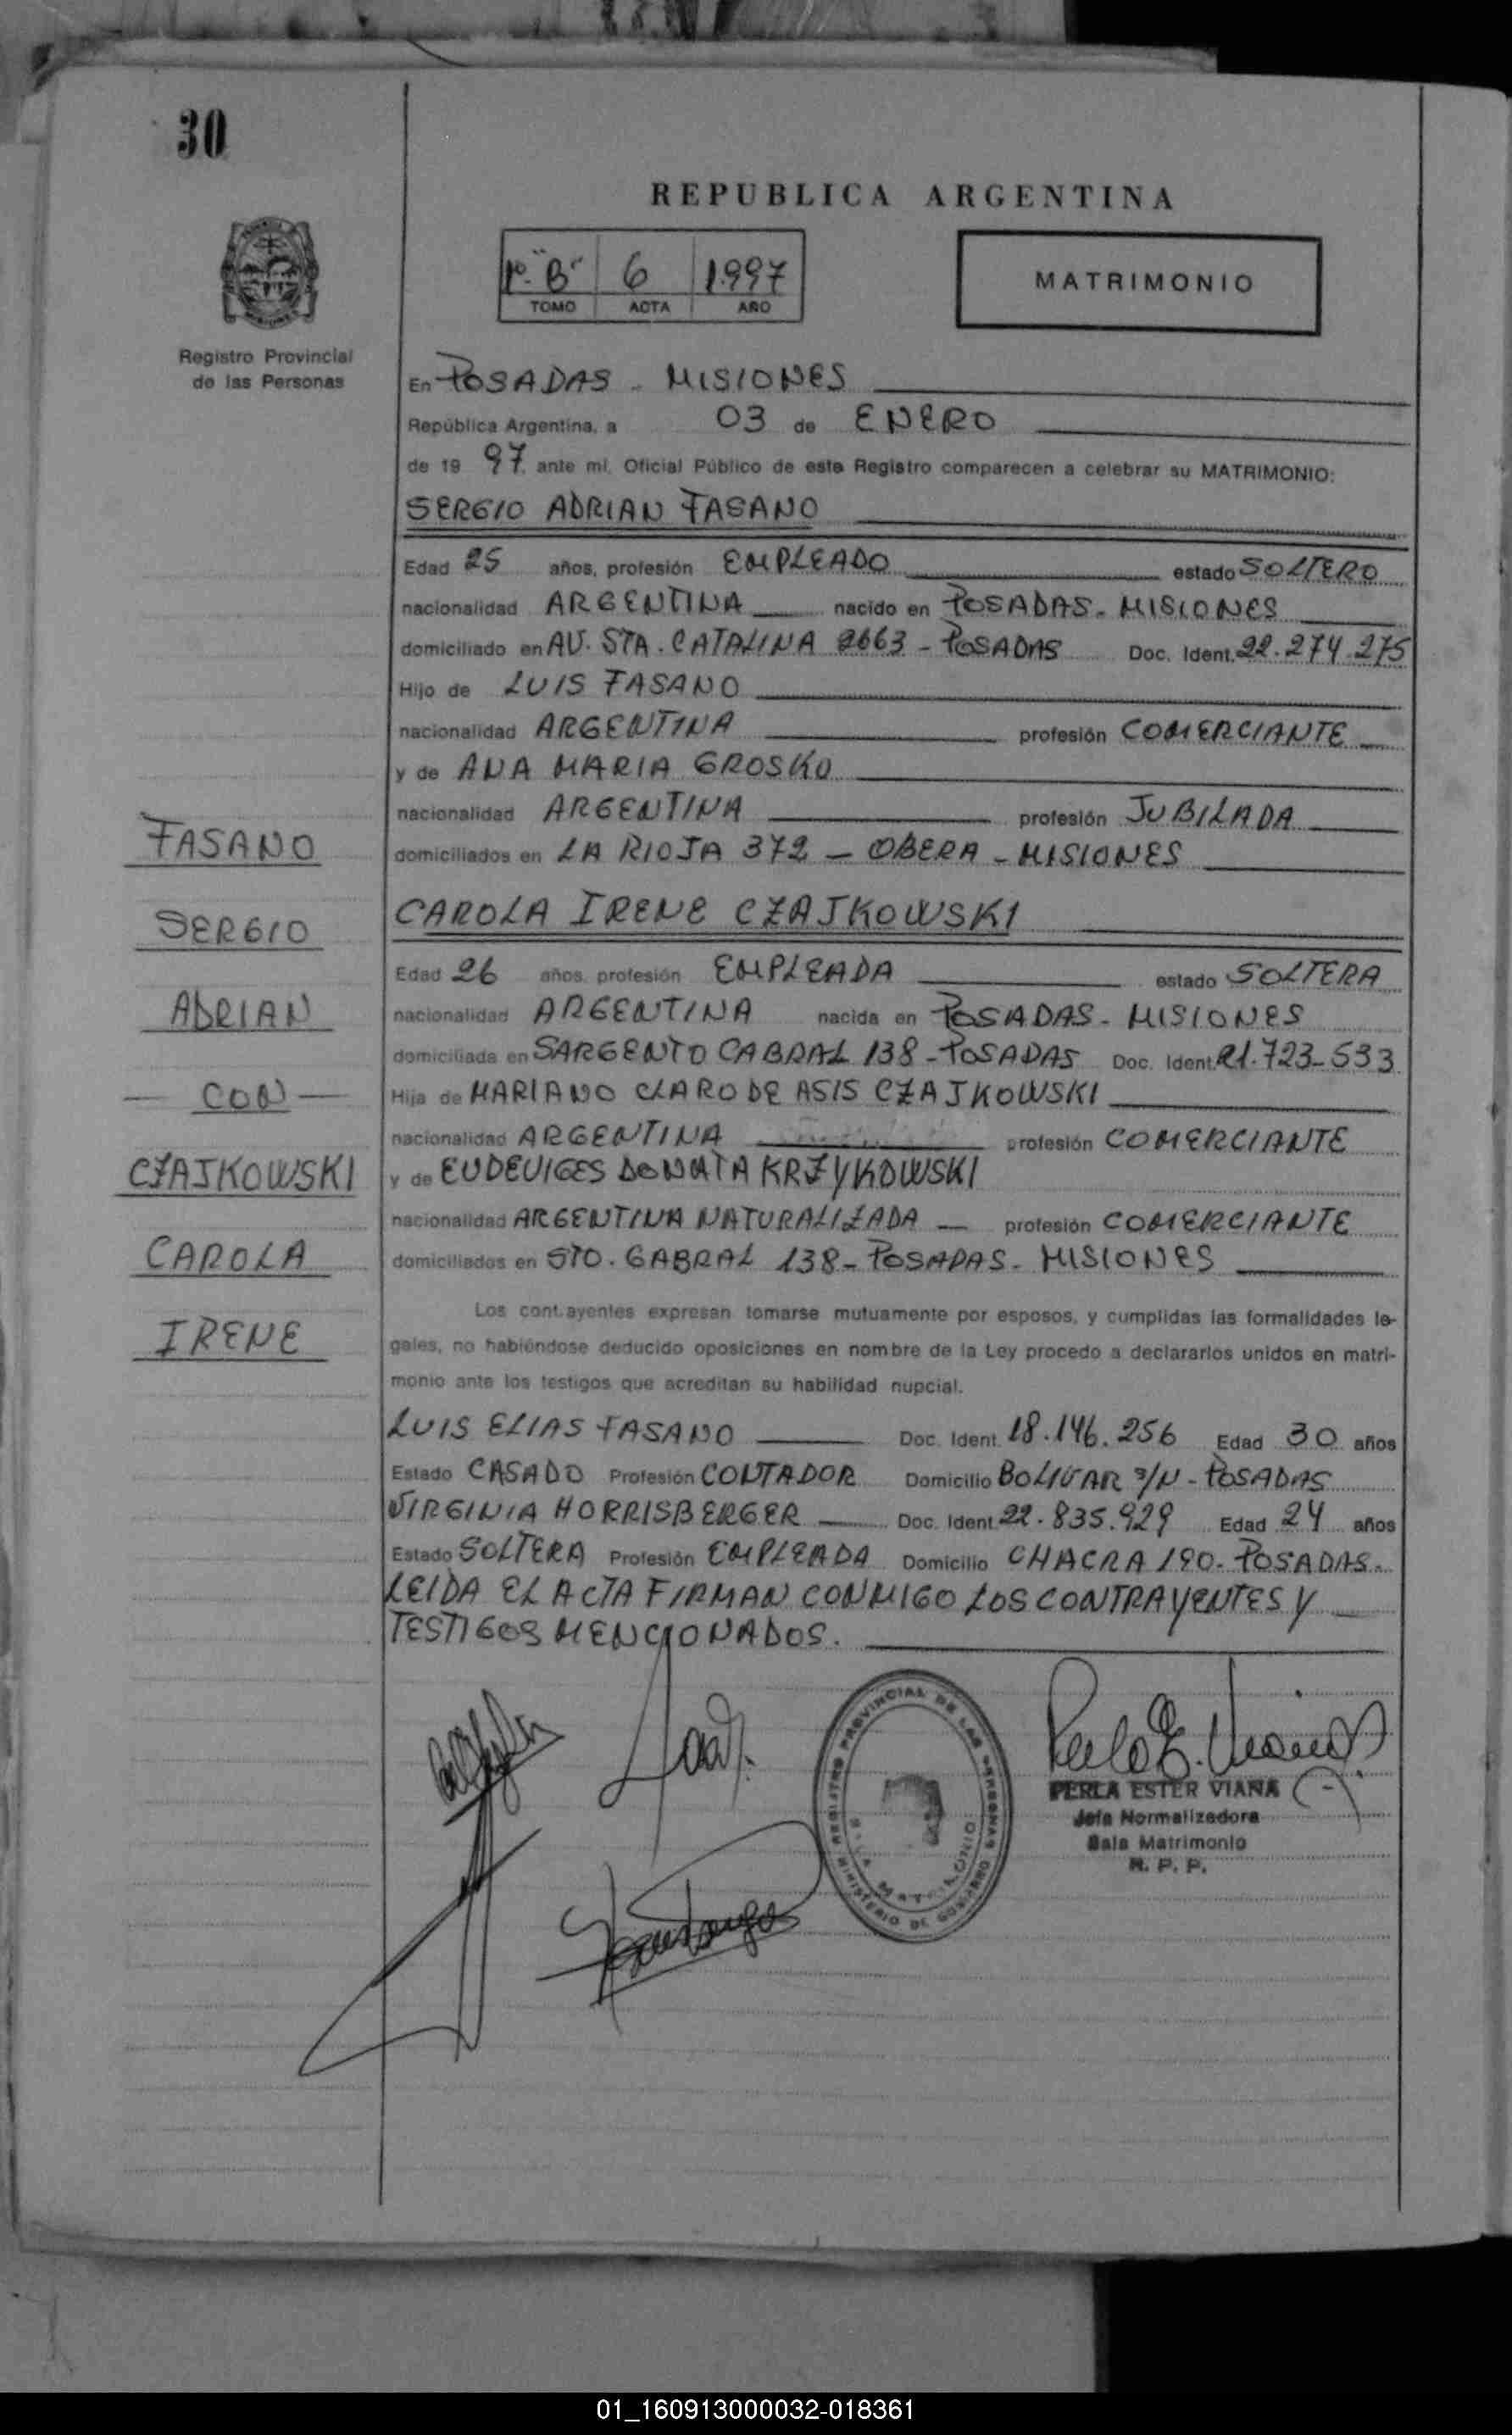 30
REPUBLICA ARGENTINA
1º "B" 6 1997
TOMO ACTA AÑO
MATRIMONIO
Registro Provincial
de las Personas
En POSADAS - MISIONES
República Argentina, a 03 de ENERO
de 19 97. ante mí, Oficial Público de este Registro comparecen a celebrar su MATRIMONIO:
SERGIO ADRIAN FASANO
Edad 25 años, profesión EMPLEADO estado SOLTERO
nacionalidad ARGENTINA nacido en POSADAS - MISIONES
domiciliado en AV. STA. CATALINA 2663 - POSADAS Doc. Ident. 22.274.275
Hijo de LUIS FASANO
nacionalidad ARGENTINA profesión COMERCIANTE
y de ANA MARIA GROSKO
nacionalidad ARGENTINA profesión JUBILADA
domiciliados en LA RIOJA 372 - OBERA - MISIONES
CAROLA IRENE CZAJKOWSKI
Edad 26 años, profesión EMPLEADA estado SOLTERA
nacionalidad ARGENTINA nacida en POSADAS - MISIONES
domiciliada en SARGENTO CABRAL 138 - POSADAS Doc. Ident. 21.723-533
Hija de MARIANO CLARO DE ASIS CZAJKOWSKI
nacionalidad ARGENTINA profesión COMERCIANTE
y de EUDEVIGES DONATA KRZYKOWSKI
nacionalidad ARGENTINA NATURALIZADA - profesión COMERCIANTE
domiciliados en STO. CABRAL 138 - POSADAS - MISIONES
Los contrayentes expresan tomarse mutuamente por esposos, y cumplidas las formalidades le-
gales, no habiéndose deducido oposiciones en nombre de la Ley procedo a declararlos unidos en matri-
monio ante los testigos que acreditan su habilidad nupcial.
LUIS ELIAS FASANO Doc. Ident. 18.146.256 Edad 30 años
Estado CASADO Profesión CONTADOR Domicilio BOLIVAR S/N - POSADAS
VIRGINIA HORRISBERGER Doc. Ident. 22.835.929 Edad 24 años
Estado SOLTERA Profesión EMPLEADA Domicilio CHACRA 190 - POSADAS.
LEIDA EL ACTA FIRMAN CONMIGO LOS CONTRAYENTES Y
TESTIGOS MENCIONADOS.
FASANO
SERGIO
ADRIAN
- CON -
CZAJKOWSKI
CAROLA
IRENE
REGISTRO PROVINCIAL DE LAS PERSONAS
MINISTERIO DE GOBIERNO
SALA MATRIMONIO
PERLA ESTER VIANA
Jefa Normalizadora
Sala Matrimonio
R. P. P.
01_160913000032-018361